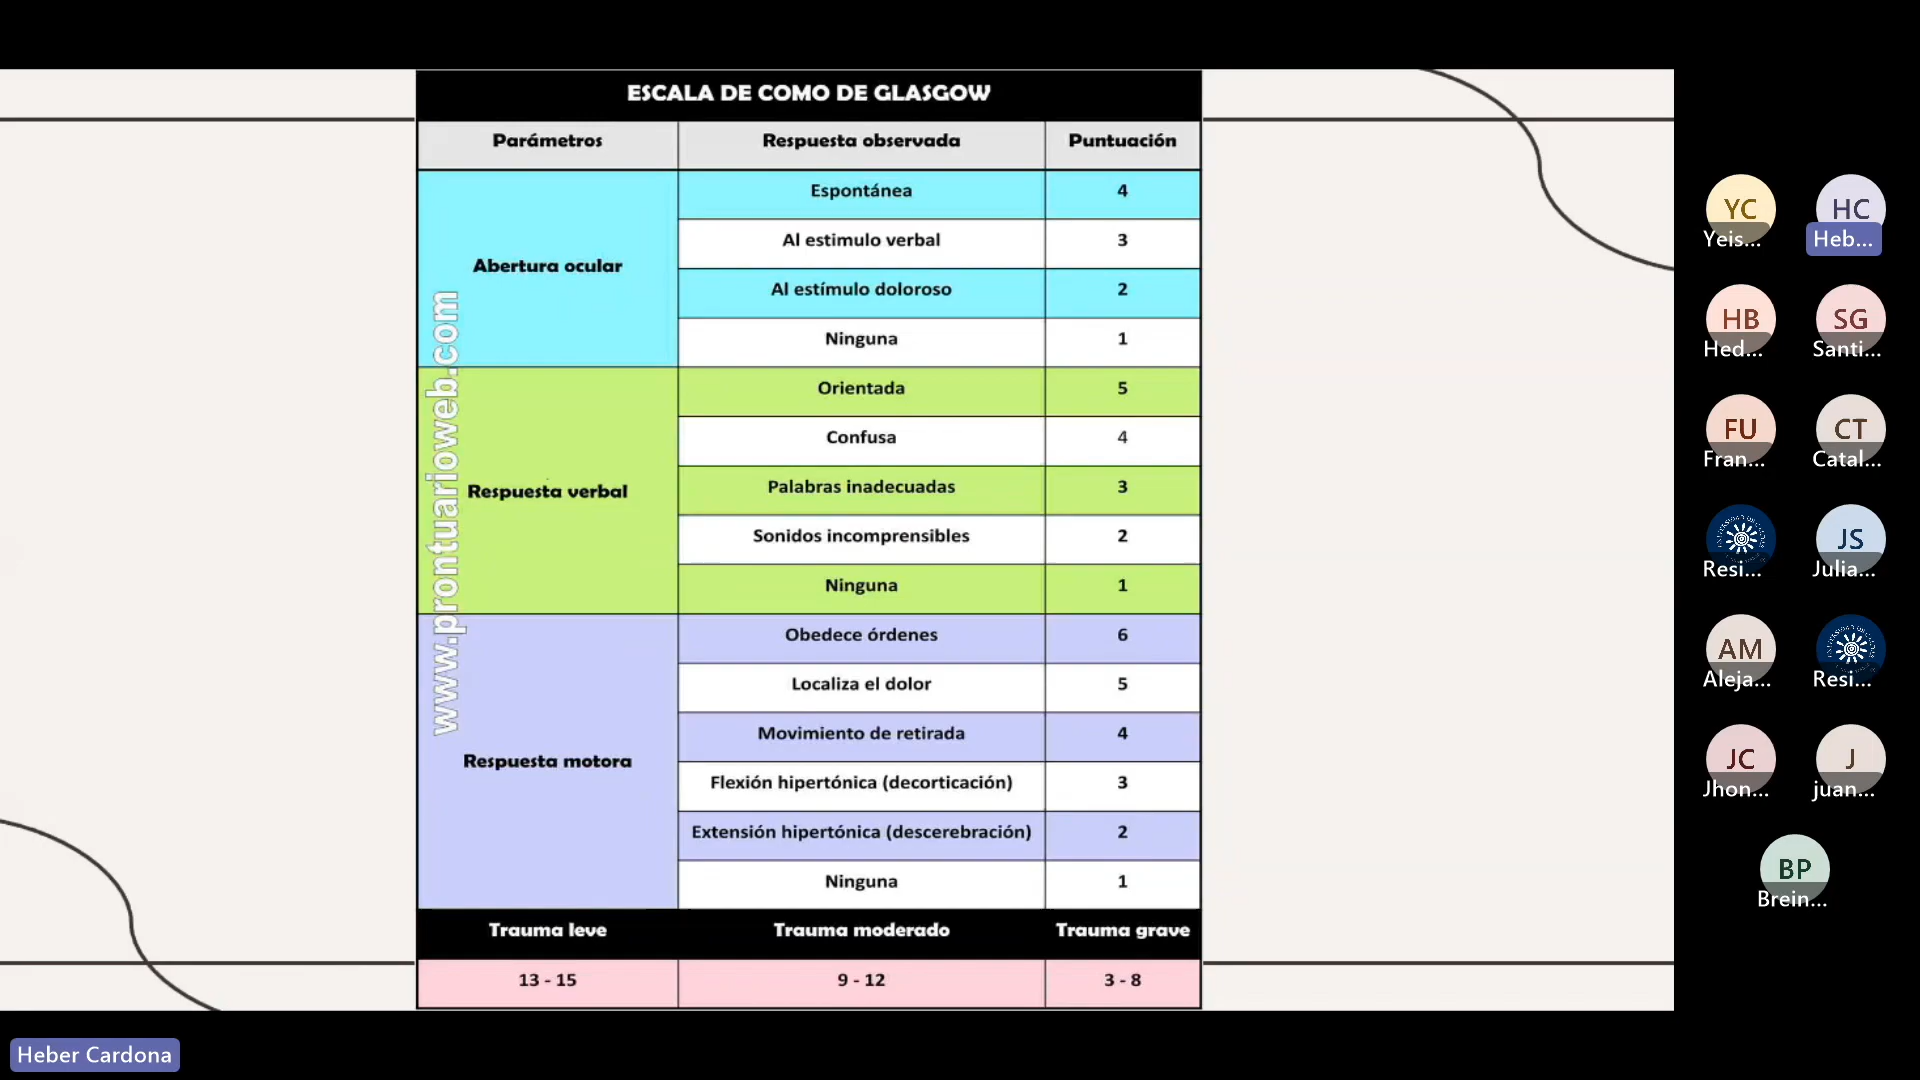 ESCALA DE COMO DE GLASGOW
Parámetros Respuesta observada Puntuación
Abertura ocular
Espontánea 4
Al estimulo verbal 3
Al estímulo doloroso 2
Ninguna 1
Respuesta verbal
Orientada 5
Confusa 4
Palabras inadecuadas 3
Sonidos incomprensibles 2
Ninguna 1
Respuesta motora
Obedece órdenes 6
Localiza el dolor 5
Movimiento de retirada 4
Flexión hipertónica (decorticación) 3
Extensión hipertónica (descerebración) 2
Ninguna 1
Trauma leve Trauma moderado Trauma grave
13 - 15 9 - 12 3 - 8
www.prontuarioweb.com
YC HC
Yeis... Heb...
HB SG
Hed... Santi...
FU CT
Fran... Catal...
JS
Resi... Julia...
AM
Aleja... Resi...
JC J
Jhon... juan...
BP
Brein...
Heber Cardona